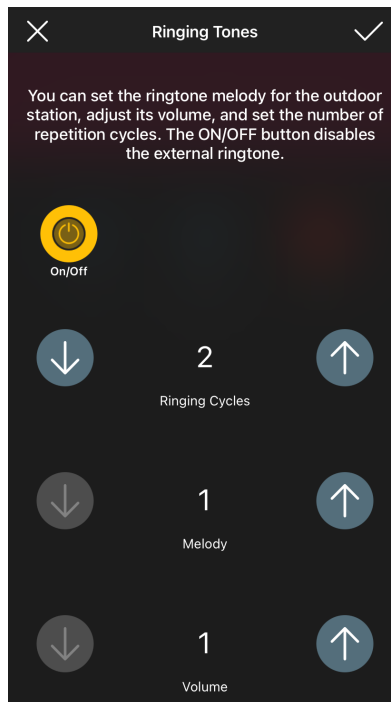 Ringing Tones
You can set the ringtone melody for the outdoor
station, adjust its volume, and set the number of
repetition cycles. The ON/OFF button disables
the external ringtone.
On/Off
2
Ringing Cycles
1
Melody
1
Volume